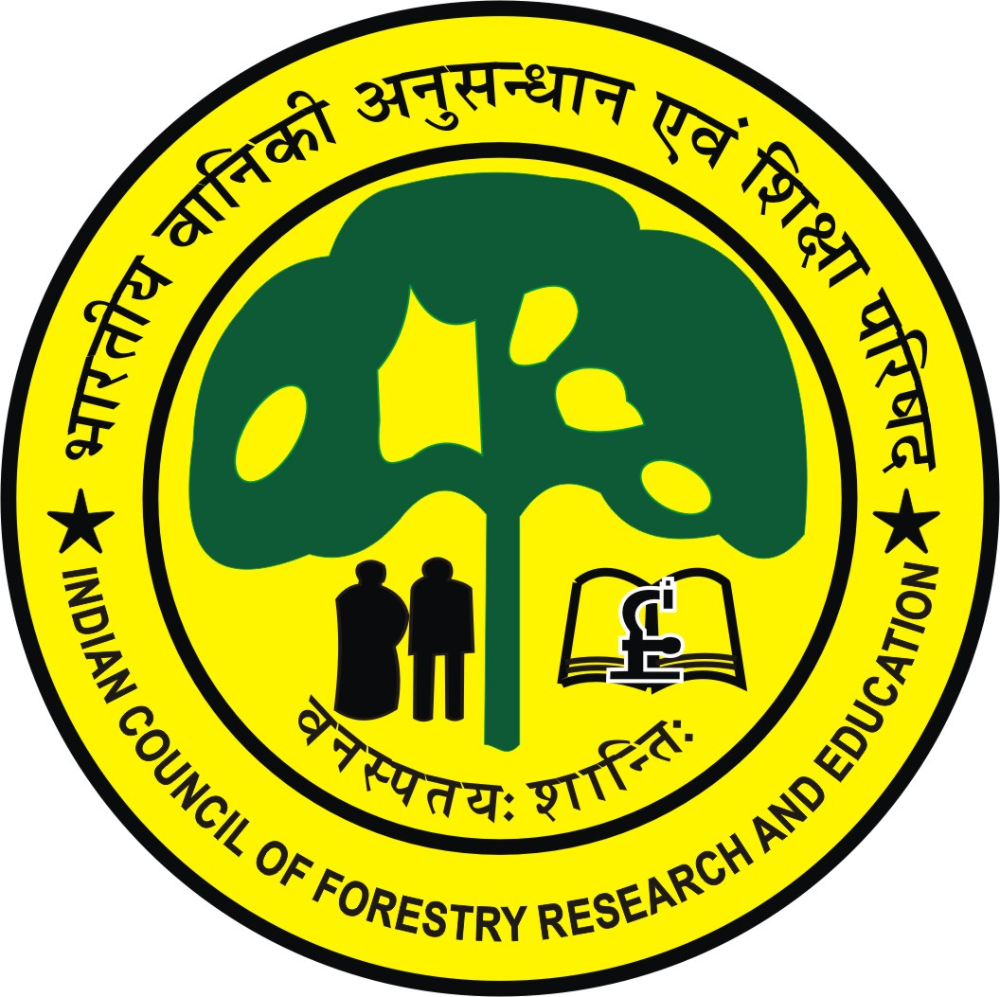 भारतीय वानिकी अनुसन्धान एवं शिक्षा परिषद
वनस्पतयः शान्तिः
INDIAN COUNCIL OF FORESTRY RESEARCH AND EDUCATION